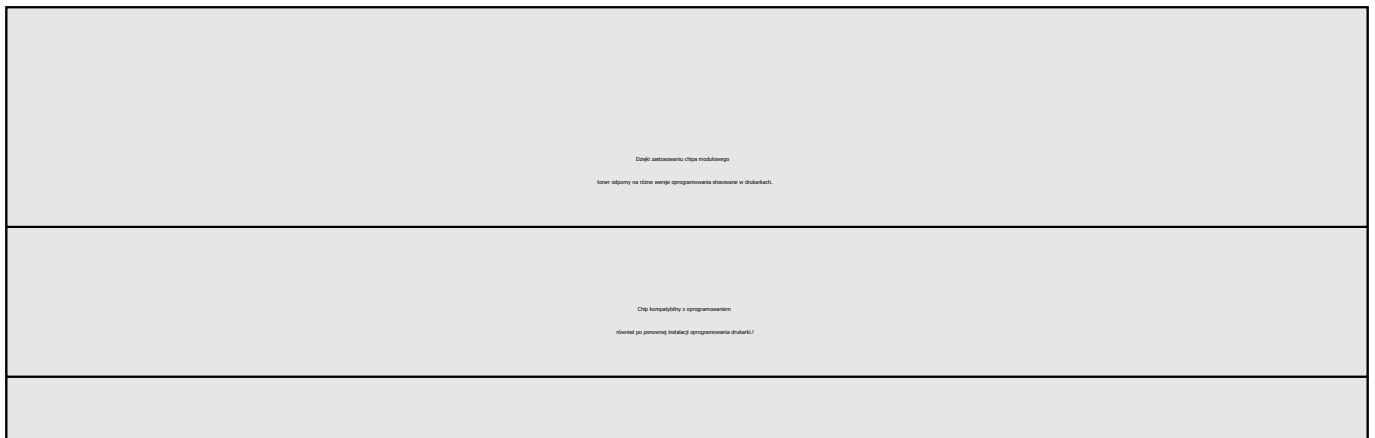 Dzięki zastosowaniu chipa modułowego
toner odporny na różne wersje oprogramowania stosowane w drukarkach.
Chip kompatybilny z oprogramowaniem
również po ponownej instalacji oprogramowania drukarki.!